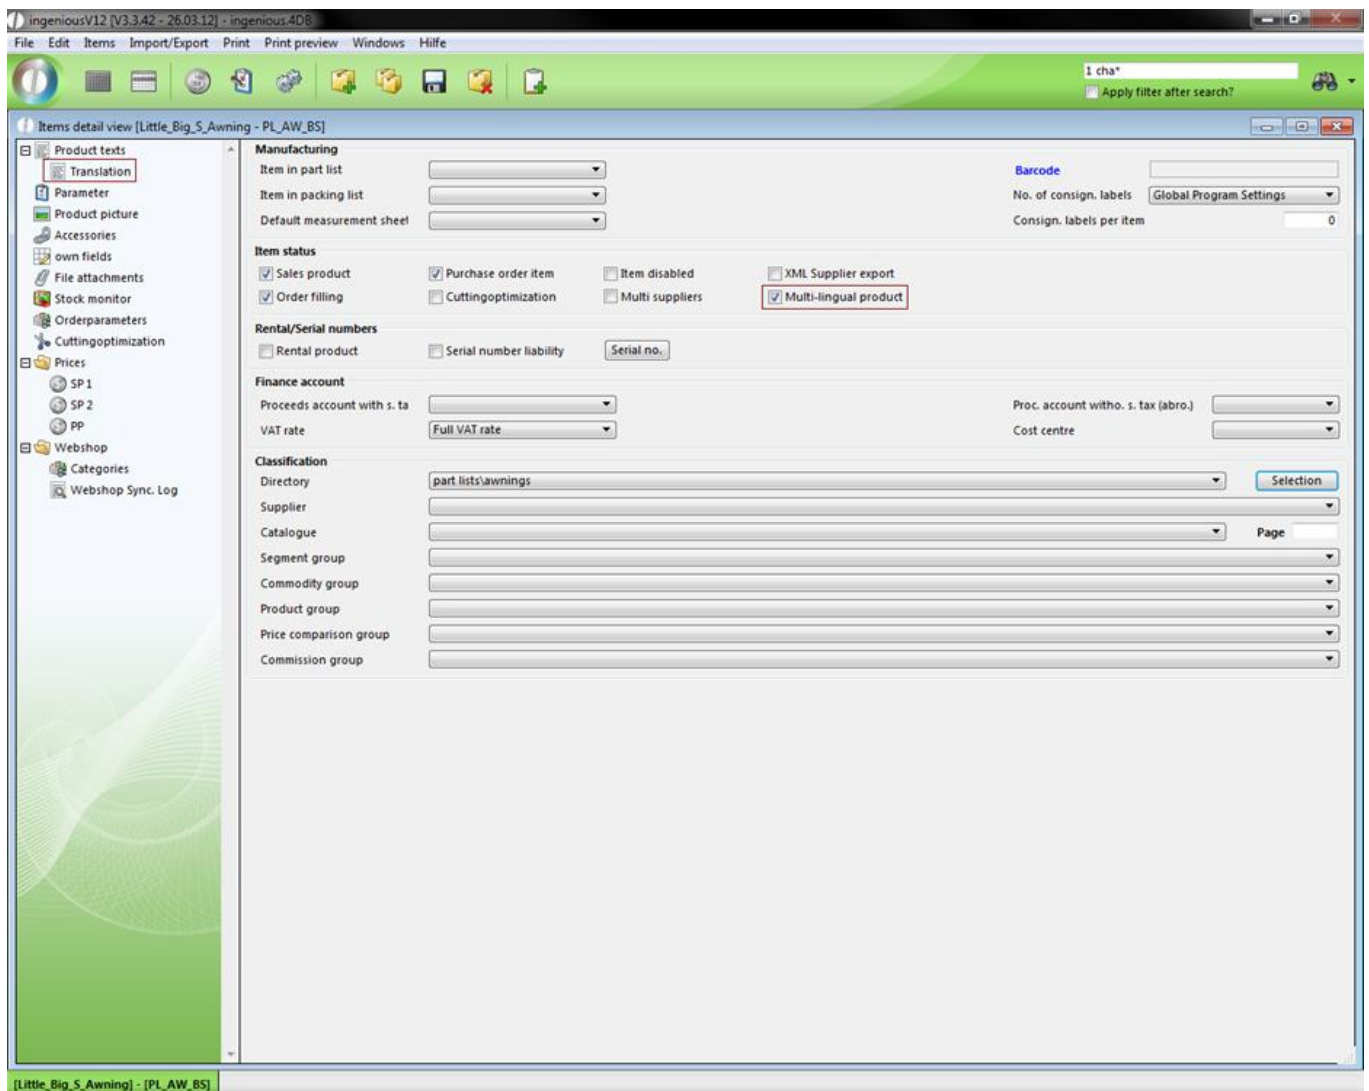 ingeniousV12 [V3.3.42 - 26.03.12] - ingenious.4DB
File Edit Items Import/Export Print Print preview Windows Hilfe
1 cha*
Apply filter after search?
Items detail view [Little_Big_S_Awning - PL_AW_BS]
Product texts
Translation
Parameter
Product picture
Accessories
own fields
File attachments
Stock monitor
Orderparameters
Cuttingoptimization
Prices
SP 1
SP 2
PP
Webshop
Categories
Webshop Sync. Log
Manufacturing
Item in part list
Barcode
Item in packing list
No. of consign. labels Global Program Settings
Default measurement sheet
Consign. labels per item 0
Item status
Sales product Purchase order item Item disabled XML Supplier export
Order filling Cuttingoptimization Multi suppliers Multi-lingual product
Rental/Serial numbers
Rental product Serial number liability Serial no.
Finance account
Proceeds account with s. ta Proc. account witho. s. tax (abro.)
VAT rate Full VAT rate Cost centre
Classification
Directory part lists\awnings Selection
Supplier
Catalogue Page
Segment group
Commodity group
Product group
Price comparison group
Commission group
[Little_Big_S_Awning] - [PL_AW_BS]